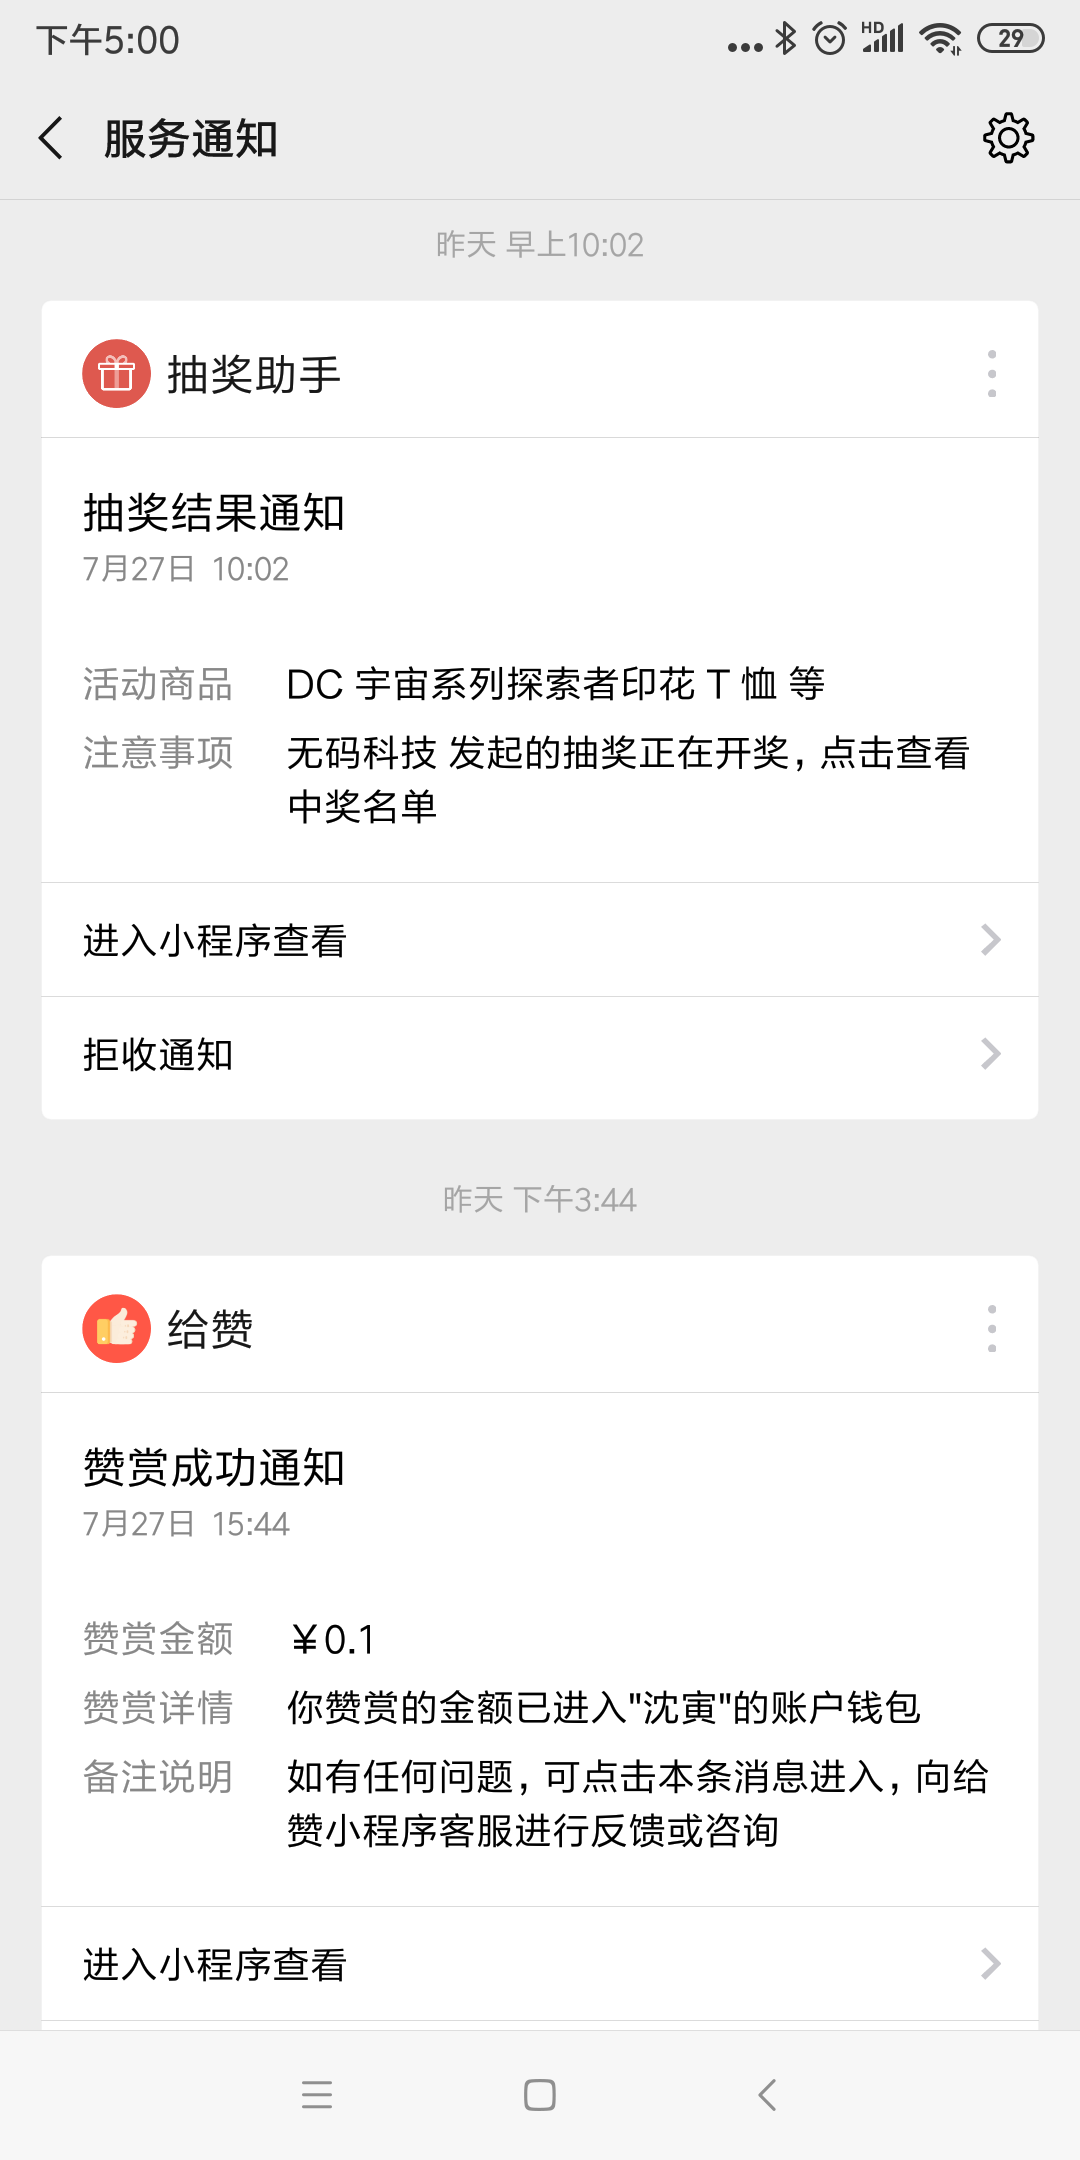 下午5:00
HD
29
服务通知
昨天 早上10:02
抽奖助手
抽奖结果通知
7月27日 10:02
活动商品 DC 宇宙系列探索者印花 T 恤 等
注意事项 无码科技 发起的抽奖正在开奖，点击查看
中奖名单
进入小程序查看
拒收通知
昨天 下午3:44
给赞
赞赏成功通知
7月27日 15:44
赞赏金额 ￥0.1
赞赏详情 你赞赏的金额已进入"沈寅"的账户钱包
备注说明 如有任何问题，可点击本条消息进入，向给
赞小程序客服进行反馈或咨询
进入小程序查看